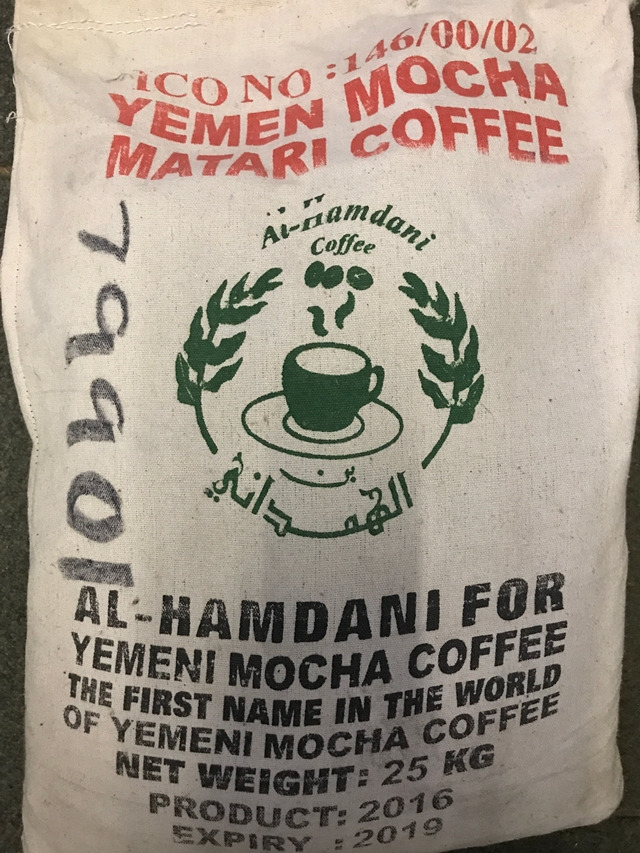 ICO NO : 146/00/02
YEMEN MOCHA
MATARI COFFEE
Al-Hamdani
Coffee
بن
الهمداني
AL-HAMDANI FOR
YEMENI MOCHA COFFEE
THE FIRST NAME IN THE WORLD
OF YEMENI MOCHA COFFEE
NET WEIGHT: 25 KG
PRODUCT: 2016
EXPIRY : 2019